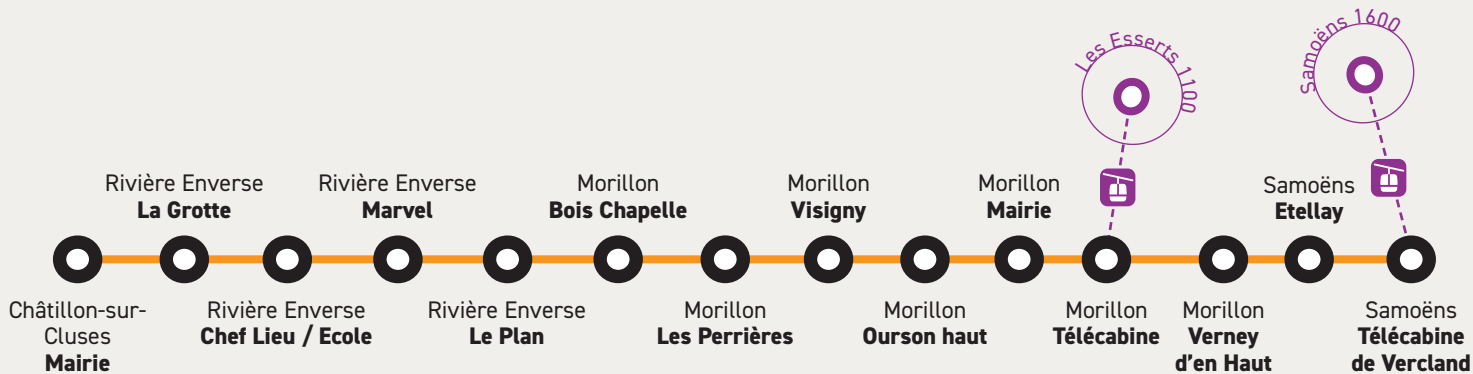 Les Esserts 1100
Samoëns 1600
Rivière Enverse
La Grotte
Rivière Enverse
Marvel
Morillon
Bois Chapelle
Morillon
Visigny
Morillon
Mairie
Samoëns
Etellay
Châtillon-sur-
Cluses
Mairie
Rivière Enverse
Chef Lieu / Ecole
Rivière Enverse
Le Plan
Morillon
Les Perrières
Morillon
Ourson haut
Morillon
Télécabine
Morillon
Verney
d'en Haut
Samoëns
Télécabine
de Vercland